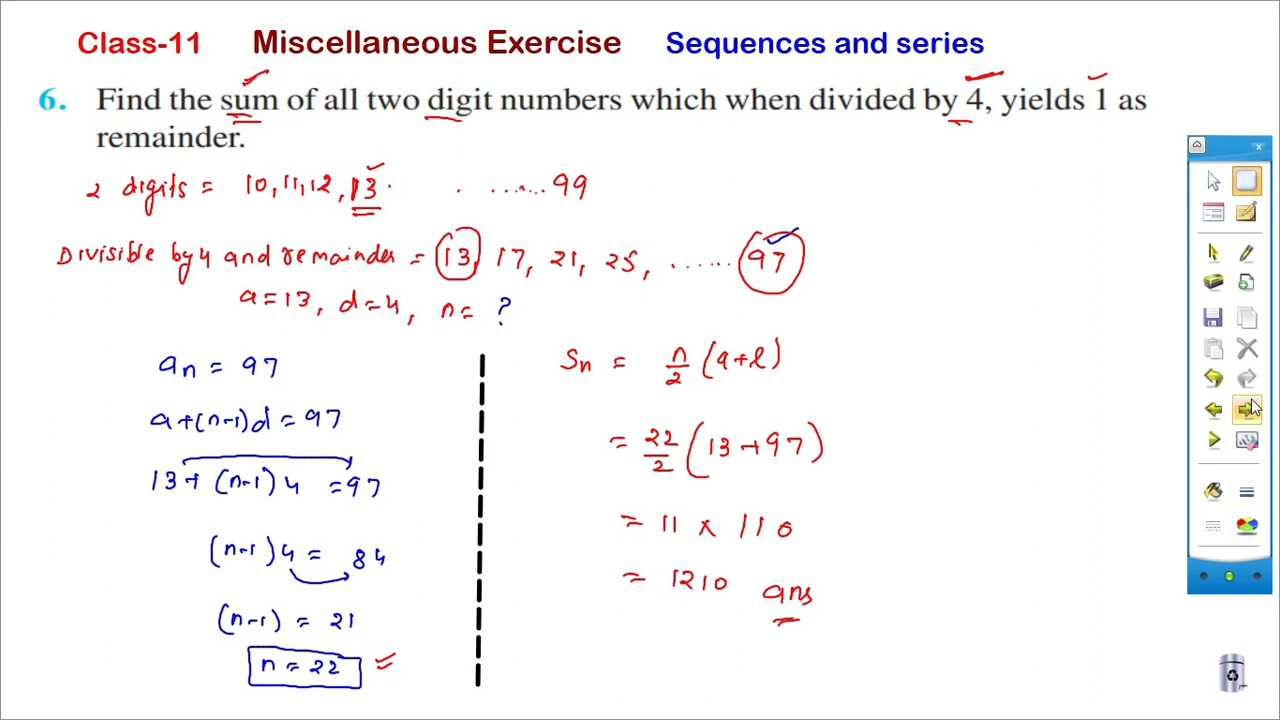 Class-11 Miscellaneous Exercise Sequences and series
6. Find the sum of all two digit numbers which when divided by 4, yields 1 as
remainder.
2 digits = 10, 11, 12, 13. . ...... 99
Divisible by 4 and remainder = 13, 17, 21, 25, ...... 97
a = 13, d = 4, n = ?
an = 97
a + (n-1)d = 97
13 + (n-1) 4 = 97
(n-1) 4 = 84
(n-1) = 21
n = 22
Sn = n/2 (a+l)
= 22/2 (13 + 97)
= 11 x 110
= 1210 ans